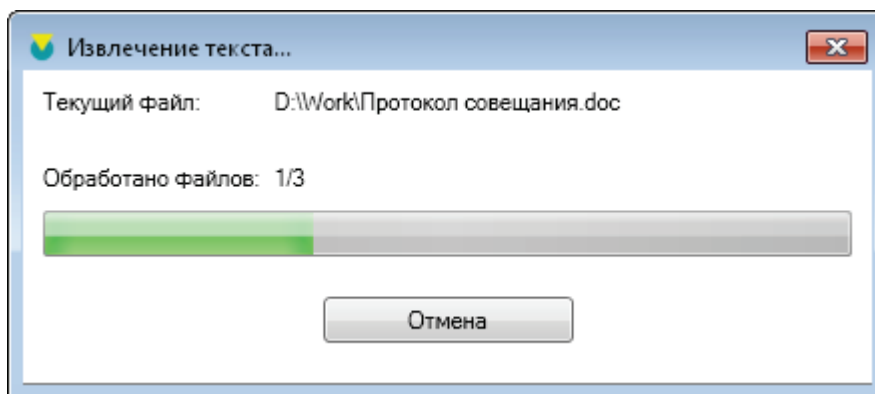 Извлечение текста...
Текущий файл: D:\Work\Протокол совещания.doc
Обработано файлов: 1/3
Отмена